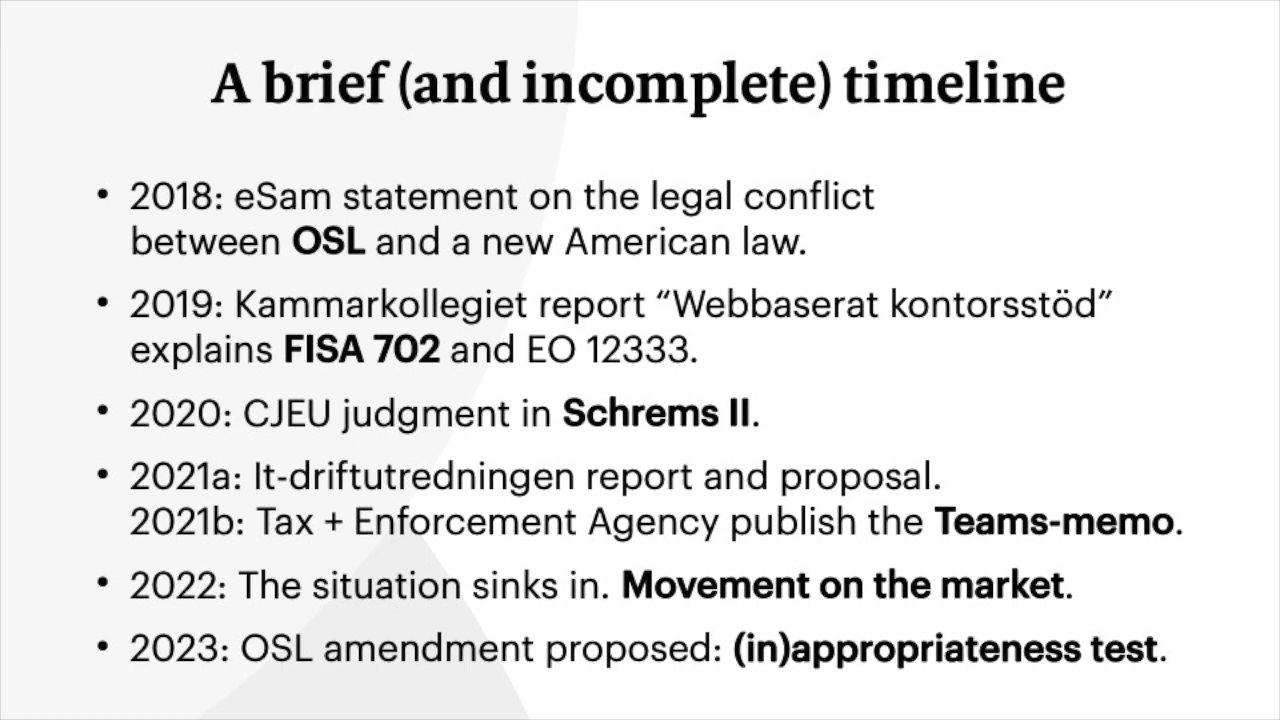 A brief (and incomplete) timeline
• 2018: eSam statement on the legal conflict
between OSL and a new American law.
• 2019: Kammarkollegiet report “Webbaserat kontorsstöd”
explains FISA 702 and EO 12333.
• 2020: CJEU judgment in Schrems II.
• 2021a: It-driftutredningen report and proposal.
2021b: Tax + Enforcement Agency publish the Teams-memo.
• 2022: The situation sinks in. Movement on the market.
• 2023: OSL amendment proposed: (in)appropriateness test.